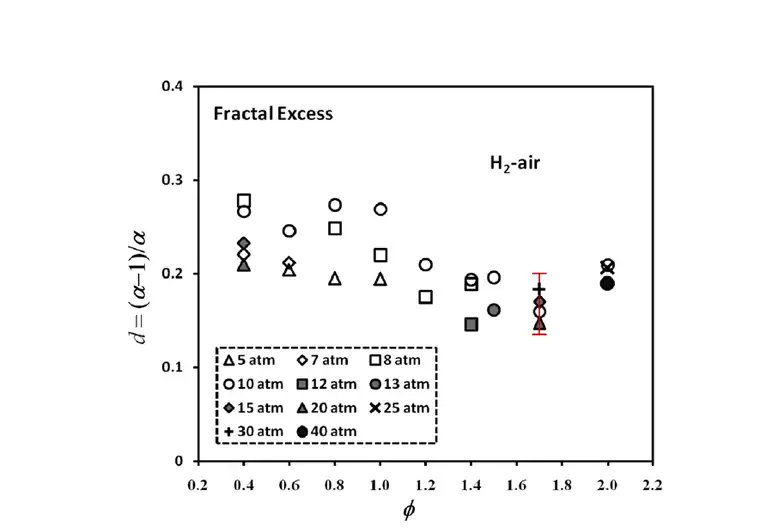 0.4
Fractal Excess
H₂-air
0.3
0.2
0.1
0
d = (α−1)/α
5 atm 7 atm 8 atm
10 atm 12 atm 13 atm
15 atm 20 atm 25 atm
30 atm 40 atm
0.2 0.4 0.6 0.8 1.0 1.2 1.4 1.6 1.8 2.0 2.2
ϕ